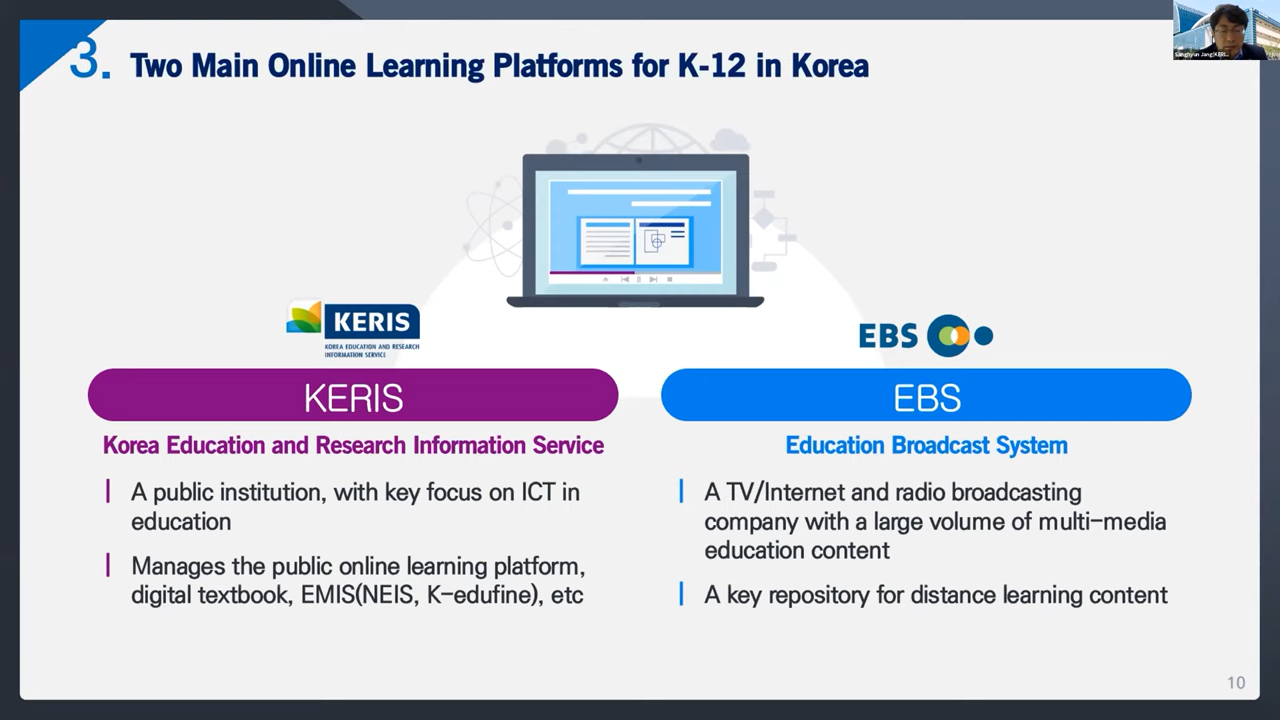 3. Two Main Online Learning Platforms for K-12 in Korea
KERIS
KOREA EDUCATION AND RESEARCH
INFORMATION SERVICE
EBS
KERIS
Korea Education and Research Information Service
A public institution, with key focus on ICT in
education
Manages the public online learning platform,
digital textbook, EMIS(NEIS, K-edufine), etc
EBS
Education Broadcast System
A TV/Internet and radio broadcasting
company with a large volume of multi-media
education content
A key repository for distance learning content
10